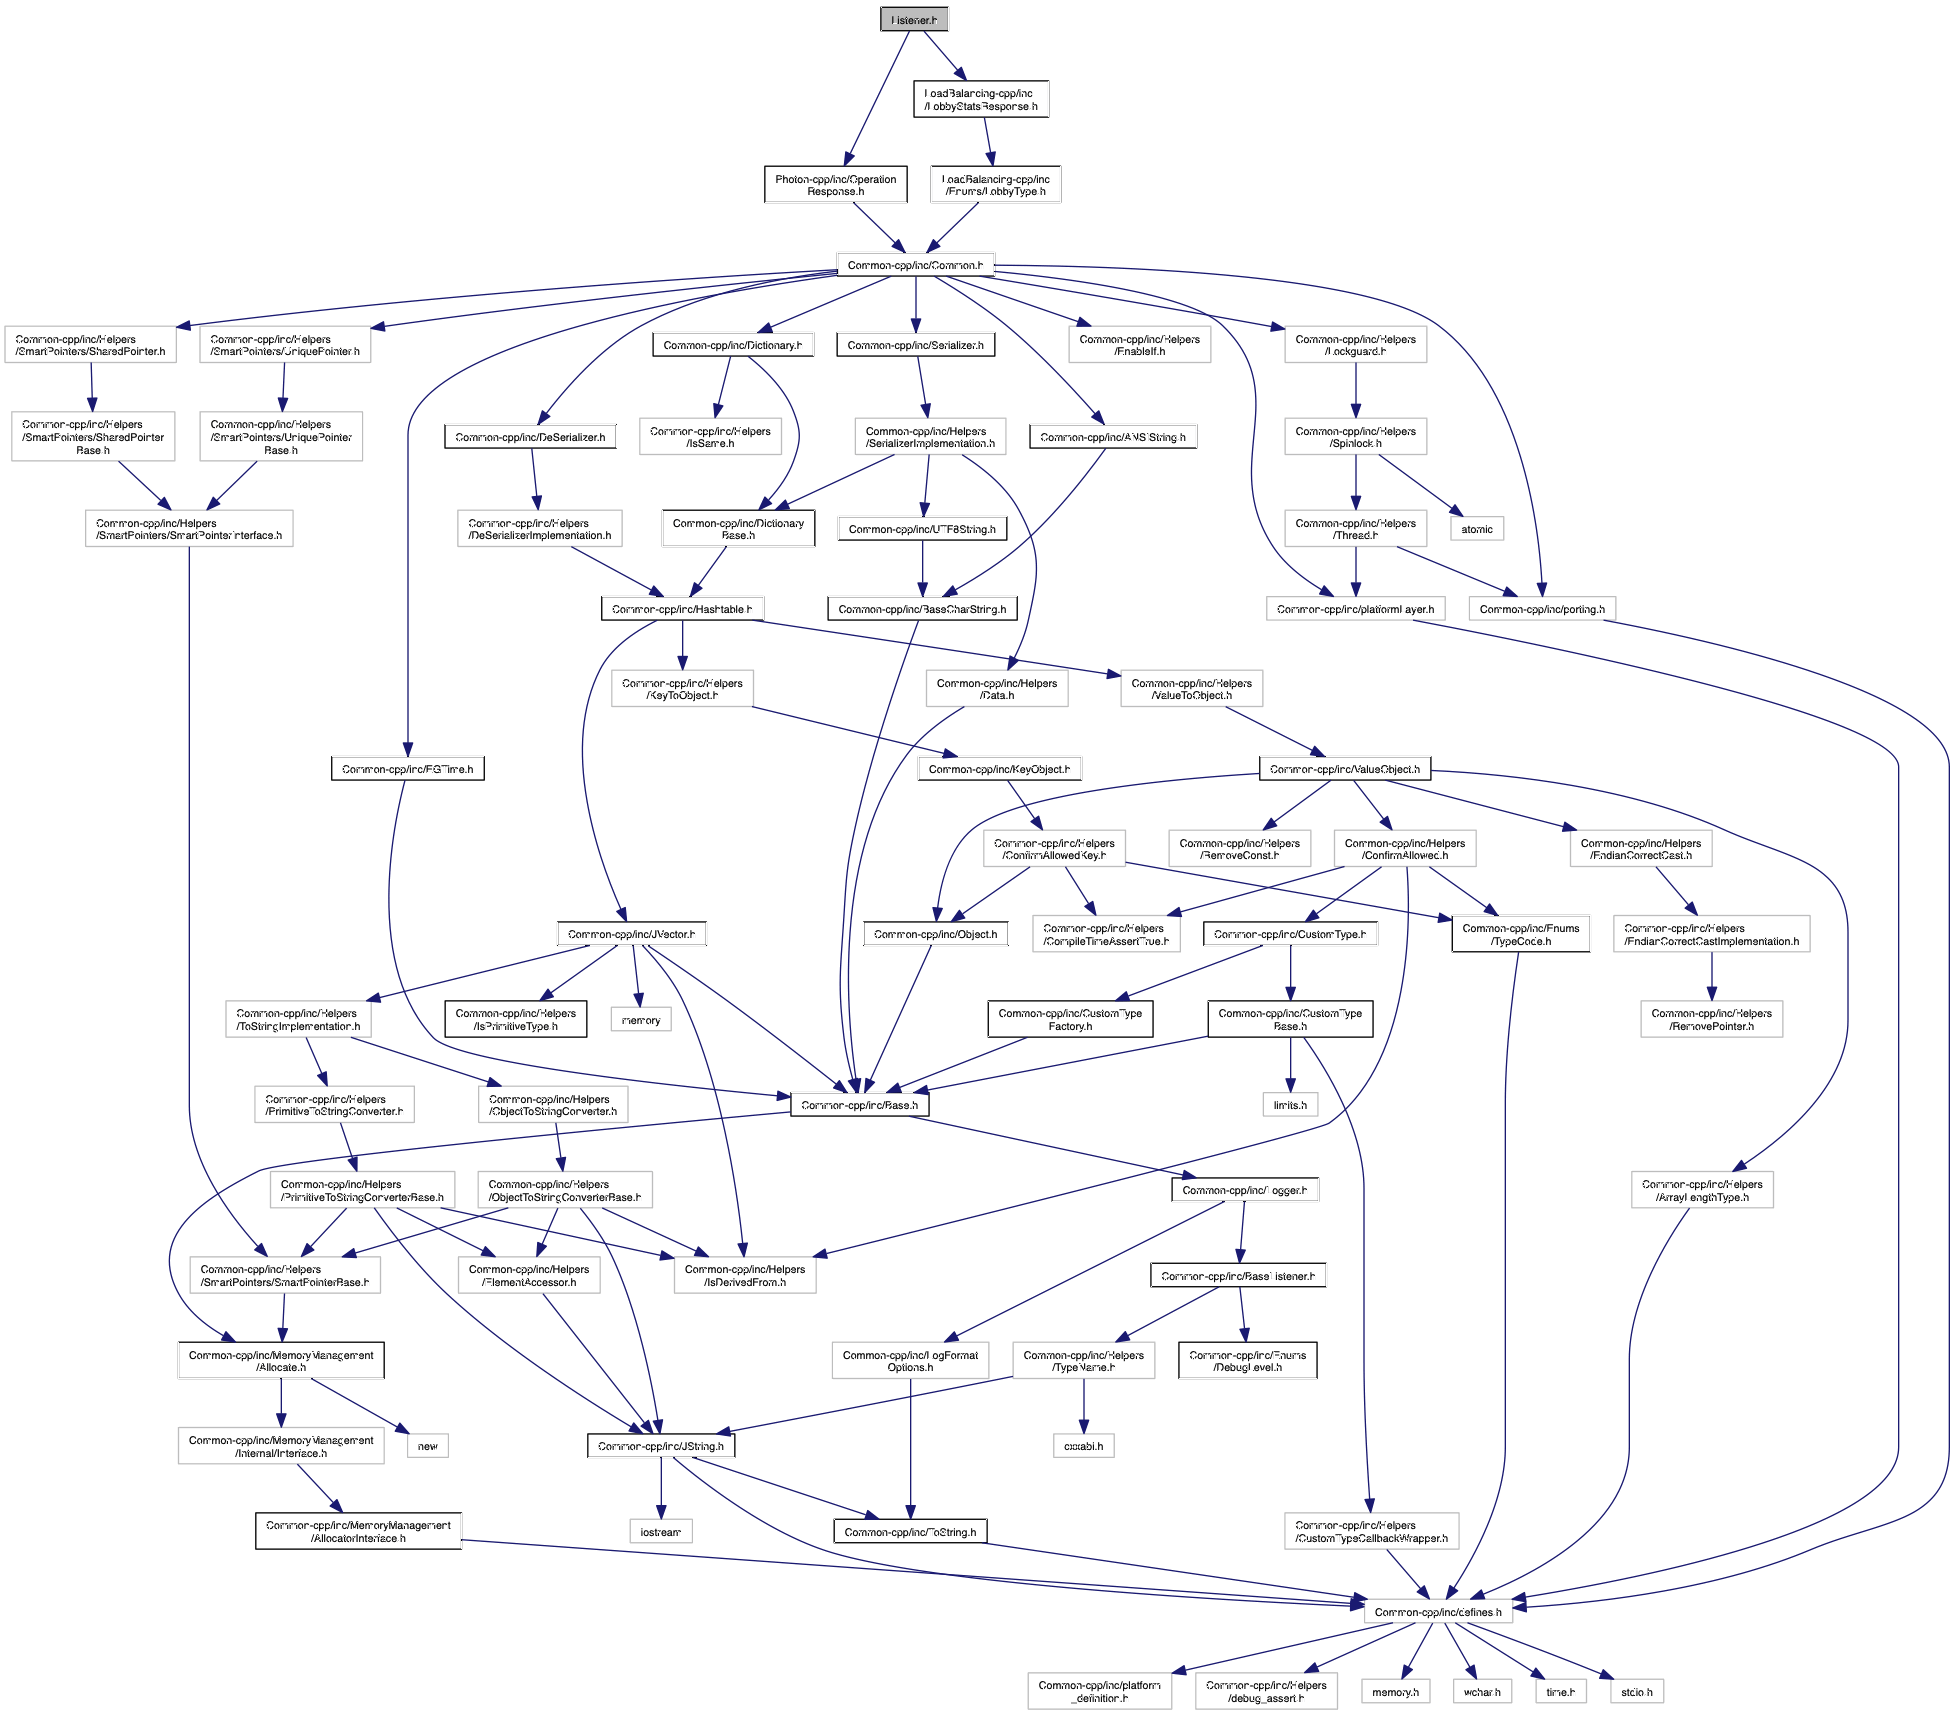 Listener.h
LoadBalancing-cpp/inc
/LobbyStatsResponse.h
Photon-cpp/inc/Operation
Response.h
LoadBalancing-cpp/inc
/Enums/LobbyType.h
Common-cpp/inc/Common.h
Common-cpp/inc/Helpers
/SmartPointers/SharedPointer.h
Common-cpp/inc/Helpers
/SmartPointers/UniquePointer.h
Common-cpp/inc/Dictionary.h
Common-cpp/inc/Serializer.h
Common-cpp/inc/Helpers
/EnableIf.h
Common-cpp/inc/Helpers
/Lockguard.h
Common-cpp/inc/Helpers
/SmartPointers/SharedPointer
Base.h
Common-cpp/inc/Helpers
/SmartPointers/UniquePointer
Base.h
Common-cpp/inc/DeSerializer.h
Common-cpp/inc/Helpers
/IsSame.h
Common-cpp/inc/Helpers
/SerializerImplementation.h
Common-cpp/inc/ANSIString.h
Common-cpp/inc/Helpers
/Spinlock.h
Common-cpp/inc/Helpers
/SmartPointers/SmartPointerInterface.h
Common-cpp/inc/Helpers
/DeSerializerImplementation.h
Common-cpp/inc/Dictionary
Base.h
Common-cpp/inc/UTF8String.h
Common-cpp/inc/Helpers
/Thread.h
atomic
Common-cpp/inc/Hashtable.h
Common-cpp/inc/BaseCharString.h
Common-cpp/inc/platformLayer.h
Common-cpp/inc/porting.h
Common-cpp/inc/Helpers
/KeyToObject.h
Common-cpp/inc/Helpers
/Data.h
Common-cpp/inc/Helpers
/ValueToObject.h
Common-cpp/inc/EGTime.h
Common-cpp/inc/KeyObject.h
Common-cpp/inc/ValueObject.h
Common-cpp/inc/Helpers
/ConfirmAllowedKey.h
Common-cpp/inc/Helpers
/RemoveConst.h
Common-cpp/inc/Helpers
/ConfirmAllowed.h
Common-cpp/inc/Helpers
/EndianCorrectCast.h
Common-cpp/inc/JVector.h
Common-cpp/inc/Object.h
Common-cpp/inc/Helpers
/CompileTimeAssertTrue.h
Common-cpp/inc/CustomType.h
Common-cpp/inc/Enums
/TypeCode.h
Common-cpp/inc/Helpers
/EndianCorrectCastImplementation.h
Common-cpp/inc/Helpers
/ToStringImplementation.h
Common-cpp/inc/Helpers
/IsPrimitiveType.h
memory
Common-cpp/inc/CustomType
Factory.h
Common-cpp/inc/CustomType
Base.h
Common-cpp/inc/Helpers
/RemovePointer.h
Common-cpp/inc/Helpers
/PrimitiveToStringConverter.h
Common-cpp/inc/Helpers
/ObjectToStringConverter.h
Common-cpp/inc/Base.h
limits.h
Common-cpp/inc/Helpers
/PrimitiveToStringConverterBase.h
Common-cpp/inc/Helpers
/ObjectToStringConverterBase.h
Common-cpp/inc/Logger.h
Common-cpp/inc/Helpers
/ArrayLengthType.h
Common-cpp/inc/Helpers
/SmartPointers/SmartPointerBase.h
Common-cpp/inc/Helpers
/ElementAccessor.h
Common-cpp/inc/Helpers
/IsDerivedFrom.h
Common-cpp/inc/BaseListener.h
Common-cpp/inc/MemoryManagement
/Allocate.h
Common-cpp/inc/LogFormat
Options.h
Common-cpp/inc/Helpers
/TypeName.h
Common-cpp/inc/Enums
/DebugLevel.h
Common-cpp/inc/MemoryManagement
/Internal/Interface.h
new
Common-cpp/inc/JString.h
cxxabi.h
Common-cpp/inc/MemoryManagement
/AllocatorInterface.h
iostream
Common-cpp/inc/ToString.h
Common-cpp/inc/Helpers
/CustomTypeCallbackWrapper.h
Common-cpp/inc/defines.h
Common-cpp/inc/platform
_definition.h
Common-cpp/inc/Helpers
/debug_assert.h
memory.h
wchar.h
time.h
stdio.h